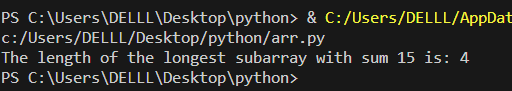 PS C:\Users\DELLL\Desktop\python> & C:/Users/DELLL/AppDat
c:/Users/DELLL/Desktop/python/arr.py
The length of the longest subarray with sum 15 is: 4
PS C:\Users\DELLL\Desktop\python>